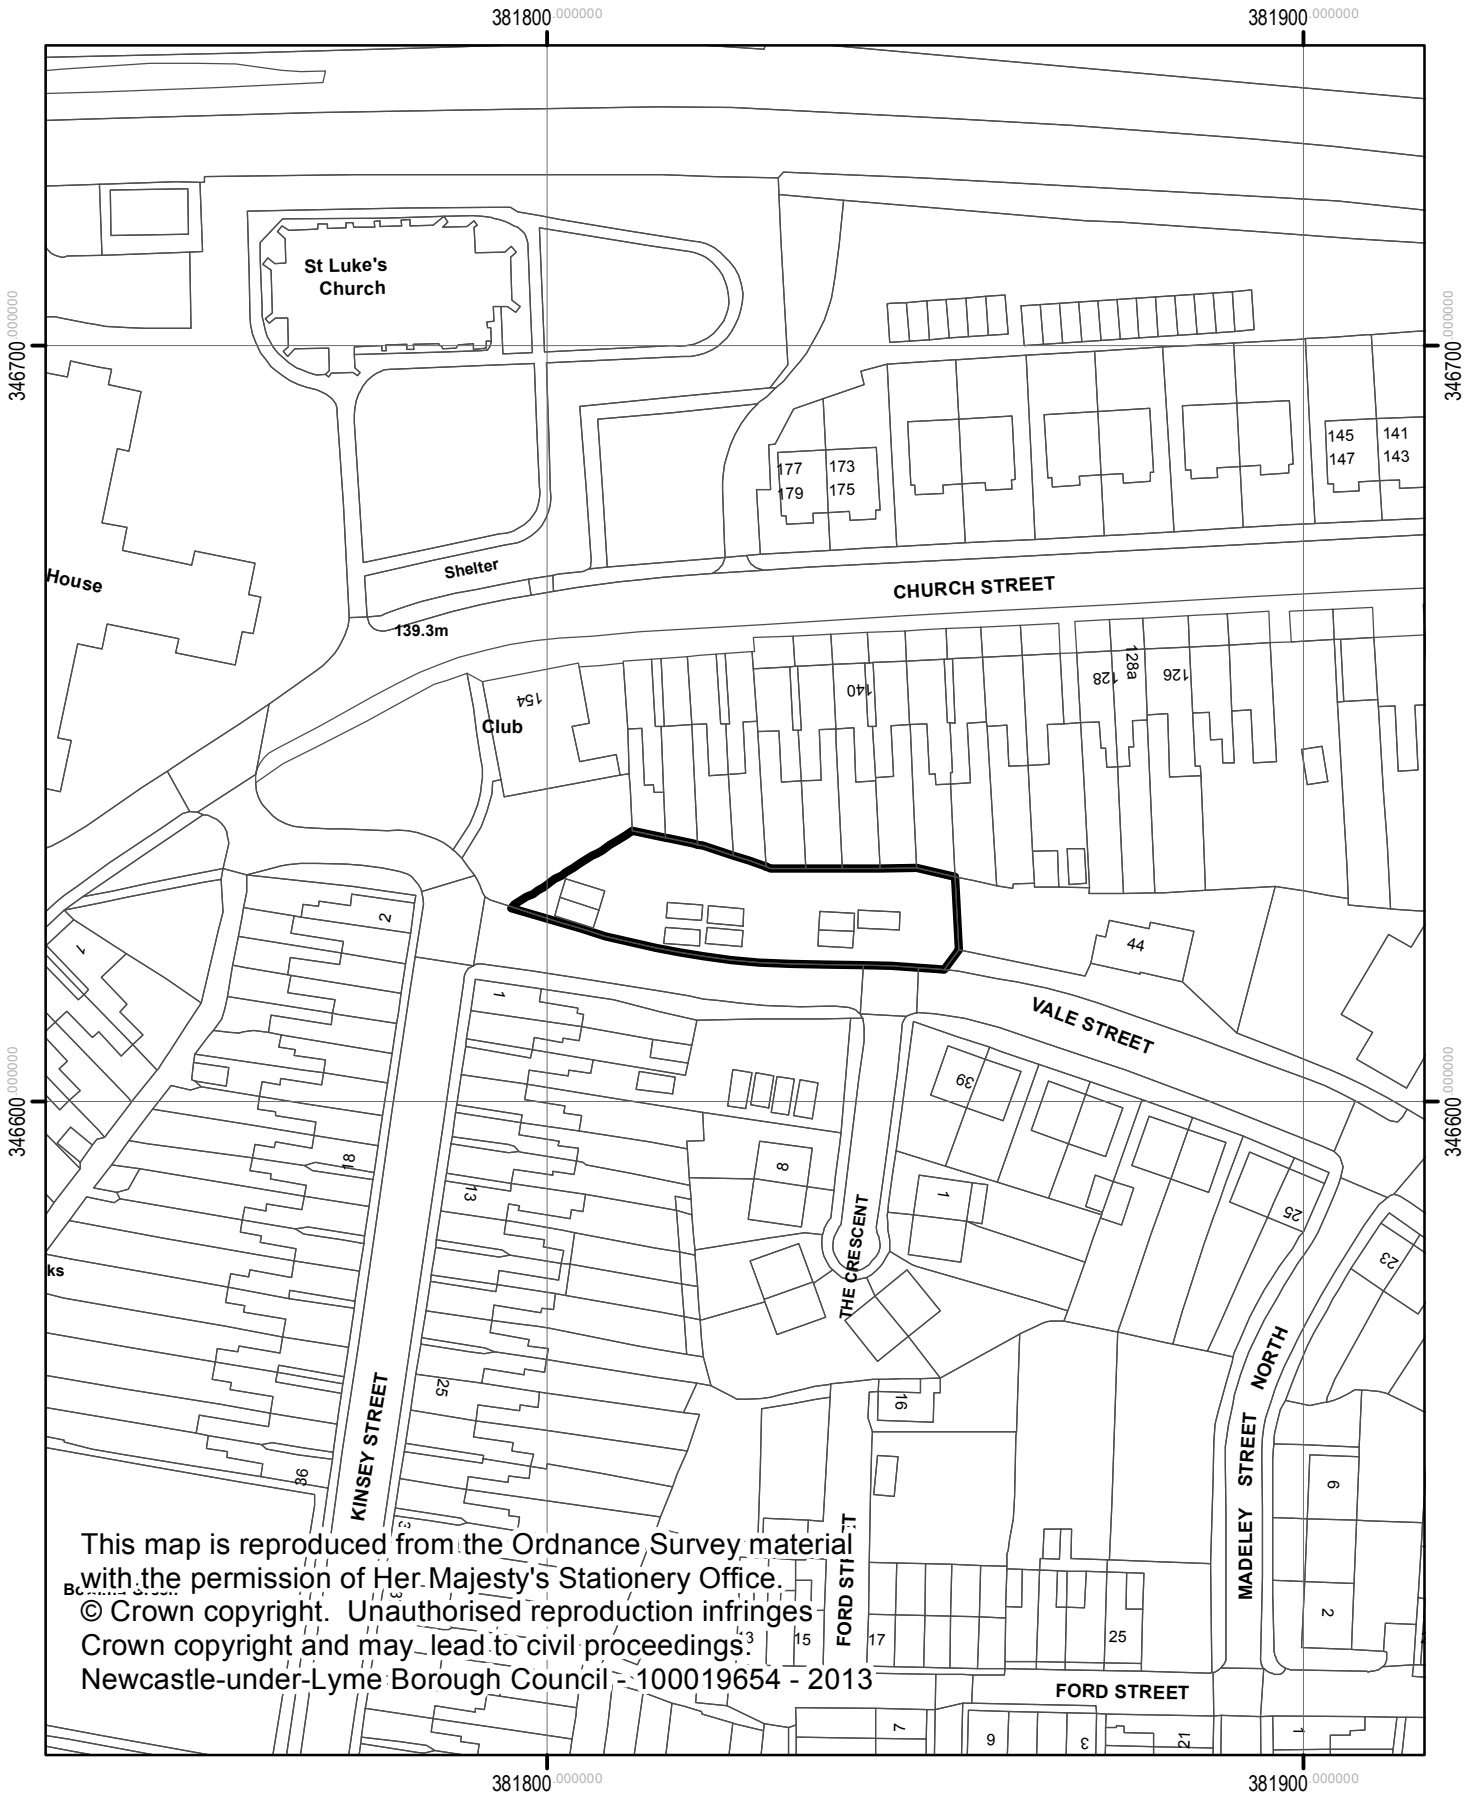 381800.000000
381900.000000
346700.000000
346700.000000
St Luke's
Church
145 141
147 143
177 173
179 175
House
Shelter
CHURCH STREET
139.3m
128a
128
126
140
154
Club
2
1
44
1
VALE STREET
39
346600.000000
346600.000000
18
13
8
1
25
23
THE CRESCENT
ks
NORTH
25
16
KINSEY STREET
36
MADELEY STREET
6
2
FORD STREET
This map is reproduced from the Ordnance Survey material
with the permission of Her Majesty's Stationery Office.
© Crown copyright. Unauthorised reproduction infringes
Crown copyright and may lead to civil proceedings.
Newcastle-under-Lyme Borough Council - 100019654 - 2013
15
17
25
FORD STREET
7
6
3
21
1
381800.000000
381900.000000